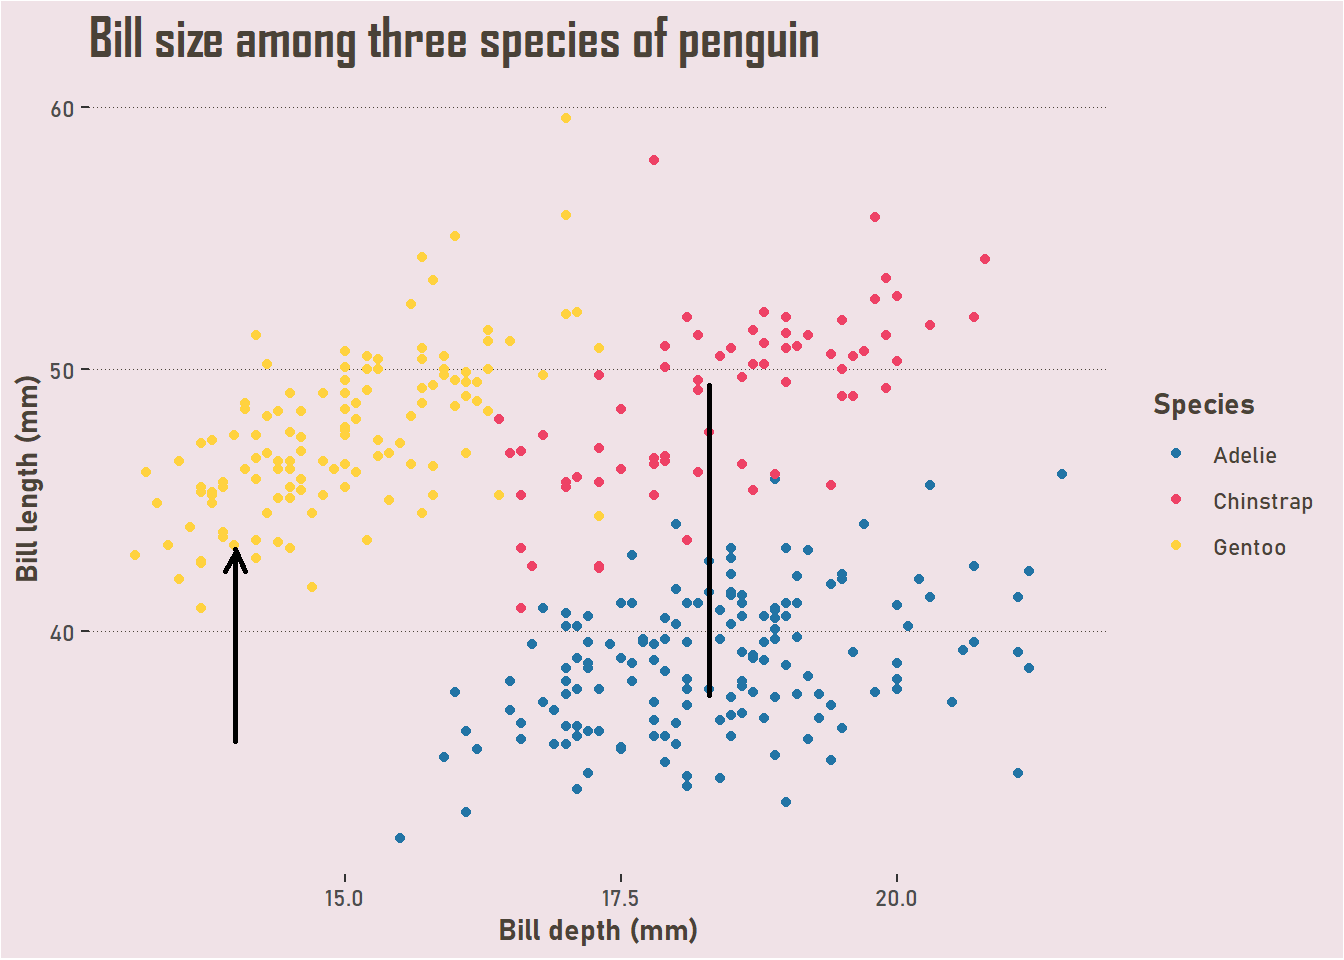 Bill size among three species of penguin
60
50
40
Bill length (mm)
15.0
17.5
20.0
Bill depth (mm)
Species
Adelie
Chinstrap
Gentoo